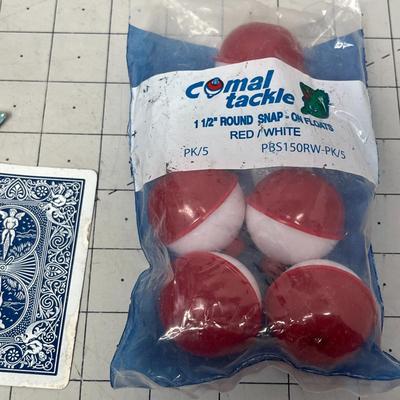 comal
tackle
1 1/2" ROUND SNAP-ON FLOATS
RED/WHITE
PK/5 PBS150RW-PK/5